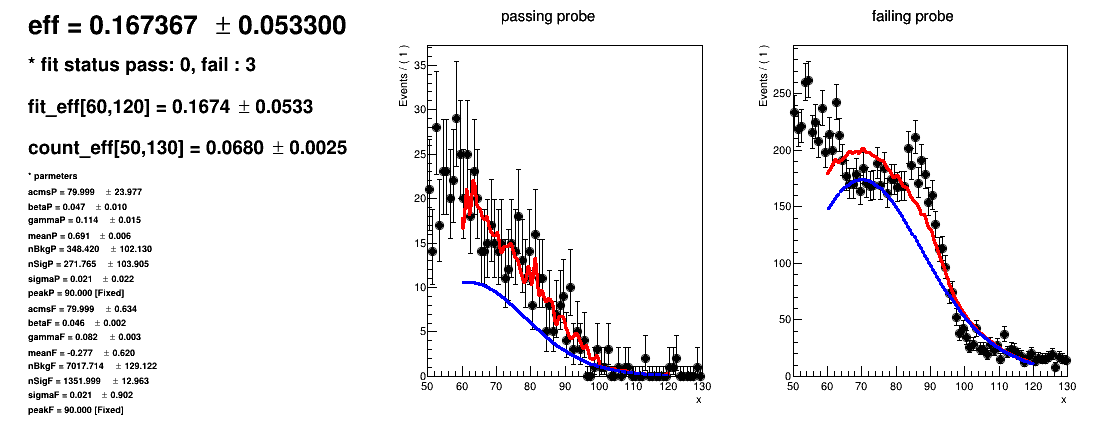 eff = 0.167367 ± 0.053300
* fit status pass: 0, fail : 3
fit_eff[60,120] = 0.1674 ± 0.0533
count_eff[50,130] = 0.0680 ± 0.0025
* parmeters
acmsP = 79.999 ± 23.977
betaP = 0.047 ± 0.010
gammaP = 0.114 ± 0.015
meanP = 0.691 ± 0.006
nBkgP = 348.420 ± 102.130
nSigP = 271.765 ± 103.905
sigmaP = 0.021 ± 0.022
peakP = 90.000 [Fixed]
acmsF = 79.999 ± 0.634
betaF = 0.046 ± 0.002
gammaF = 0.082 ± 0.003
meanF = -0.277 ± 0.620
nBkgF = 7017.714 ± 129.122
nSigF = 1351.999 ± 12.963
sigmaF = 0.021 ± 0.902
peakF = 90.000 [Fixed]
passing probe
Events / ( 1 )
35
30
25
20
15
10
5
0
50 60 70 80 90 100 110 120 130
x
failing probe
Events / ( 1 )
250
200
150
100
50
0
50 60 70 80 90 100 110 120 130
x